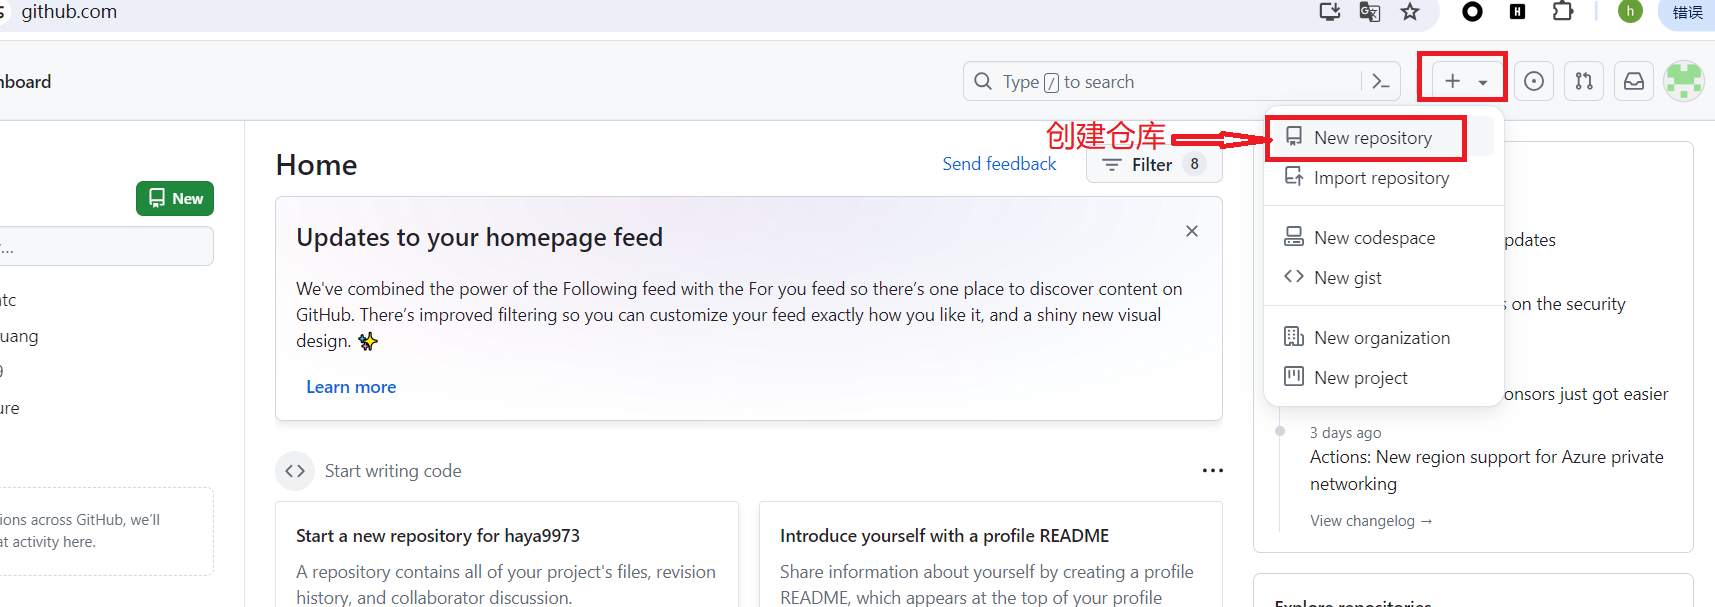 github.com
错误
Type / to search
创建仓库
New repository
Import repository
New codespace
New gist
New organization
New project
Home
Send feedback
Filter 8
New
Updates to your homepage feed
We've combined the power of the Following feed with the For you feed so there's one place to discover content on
GitHub. There's improved filtering so you can customize your feed exactly how you like it, and a shiny new visual
design. ✨
Learn more
Start writing code
Start a new repository for haya9973
A repository contains all of your project's files, revision
history, and collaborator discussion.
Introduce yourself with a profile README
Share information about yourself by creating a profile
README, which appears at the top of your profile
on the security
just got easier
3 days ago
Actions: New region support for Azure private
networking
View changelog →
Explore repositories
across GitHub, we'll
activity here.